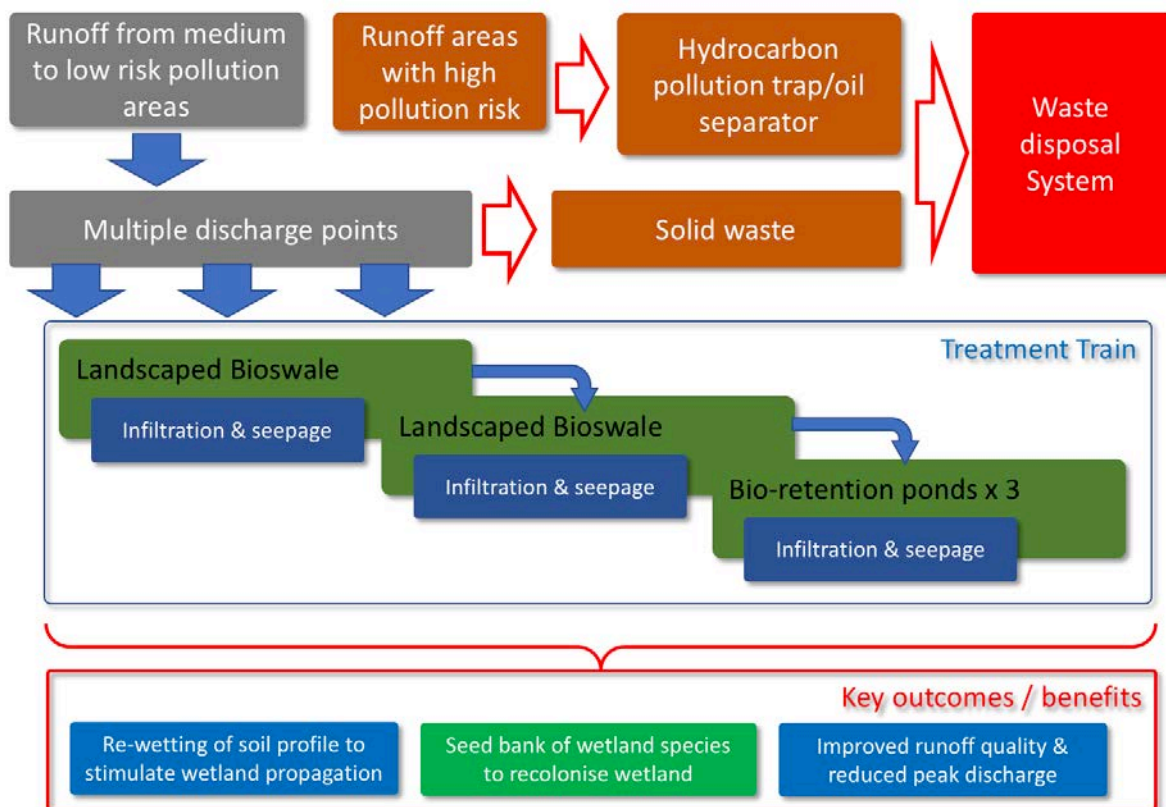 Runoff from medium
to low risk pollution
areas
Runoff areas
with high
pollution risk
Hydrocarbon
pollution trap/oil
separator
Waste
disposal
System
Multiple discharge points
Solid waste
Treatment Train
Landscaped Bioswale
Infiltration & seepage
Landscaped Bioswale
Infiltration & seepage
Bio-retention ponds x 3
Infiltration & seepage
Key outcomes / benefits
Re-wetting of soil profile to
stimulate wetland propagation
Seed bank of wetland species
to recolonise wetland
Improved runoff quality &
reduced peak discharge